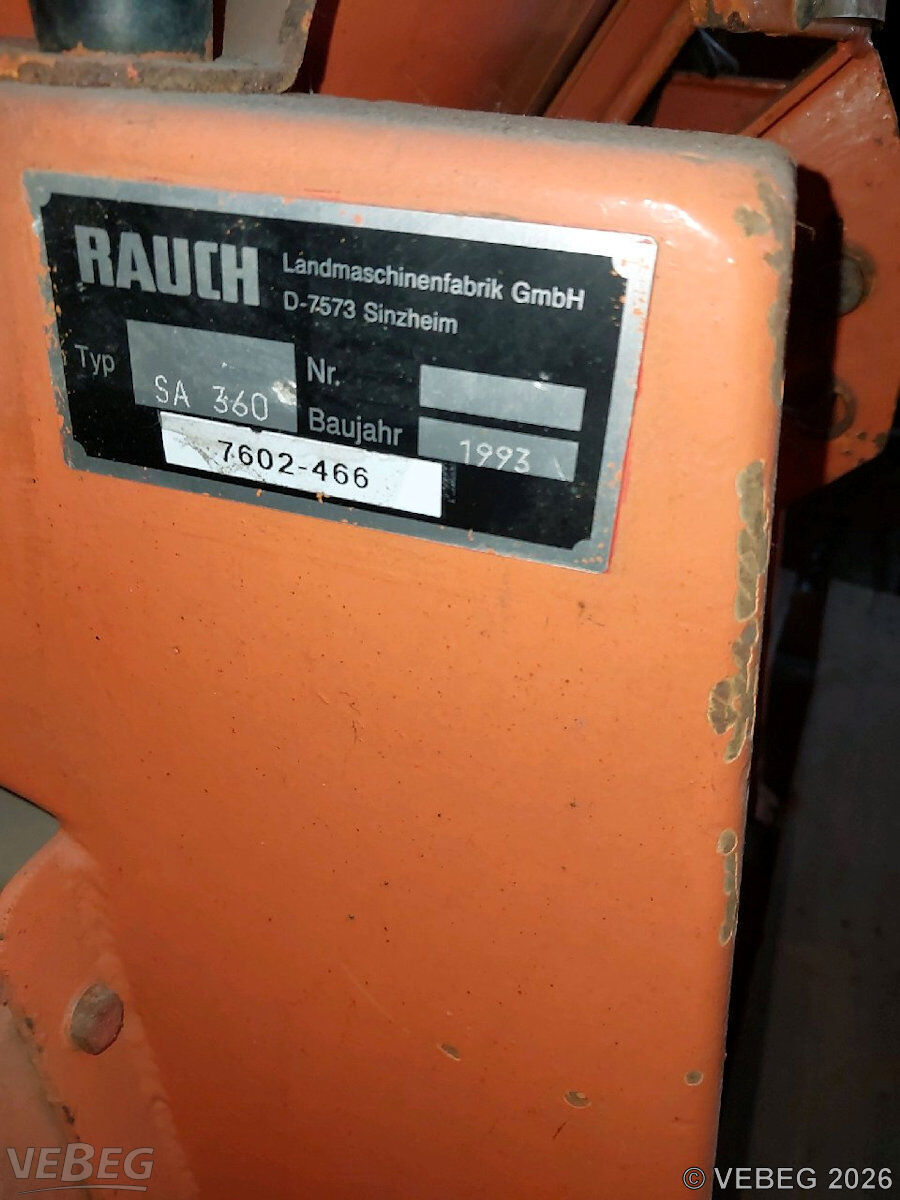 RAUCH
Landmaschinenfabrik GmbH
D-7573 Sinzheim
Typ SA 360
Nr.
Baujahr 1993
7602-466
VEBEG
© VEBEG 2026